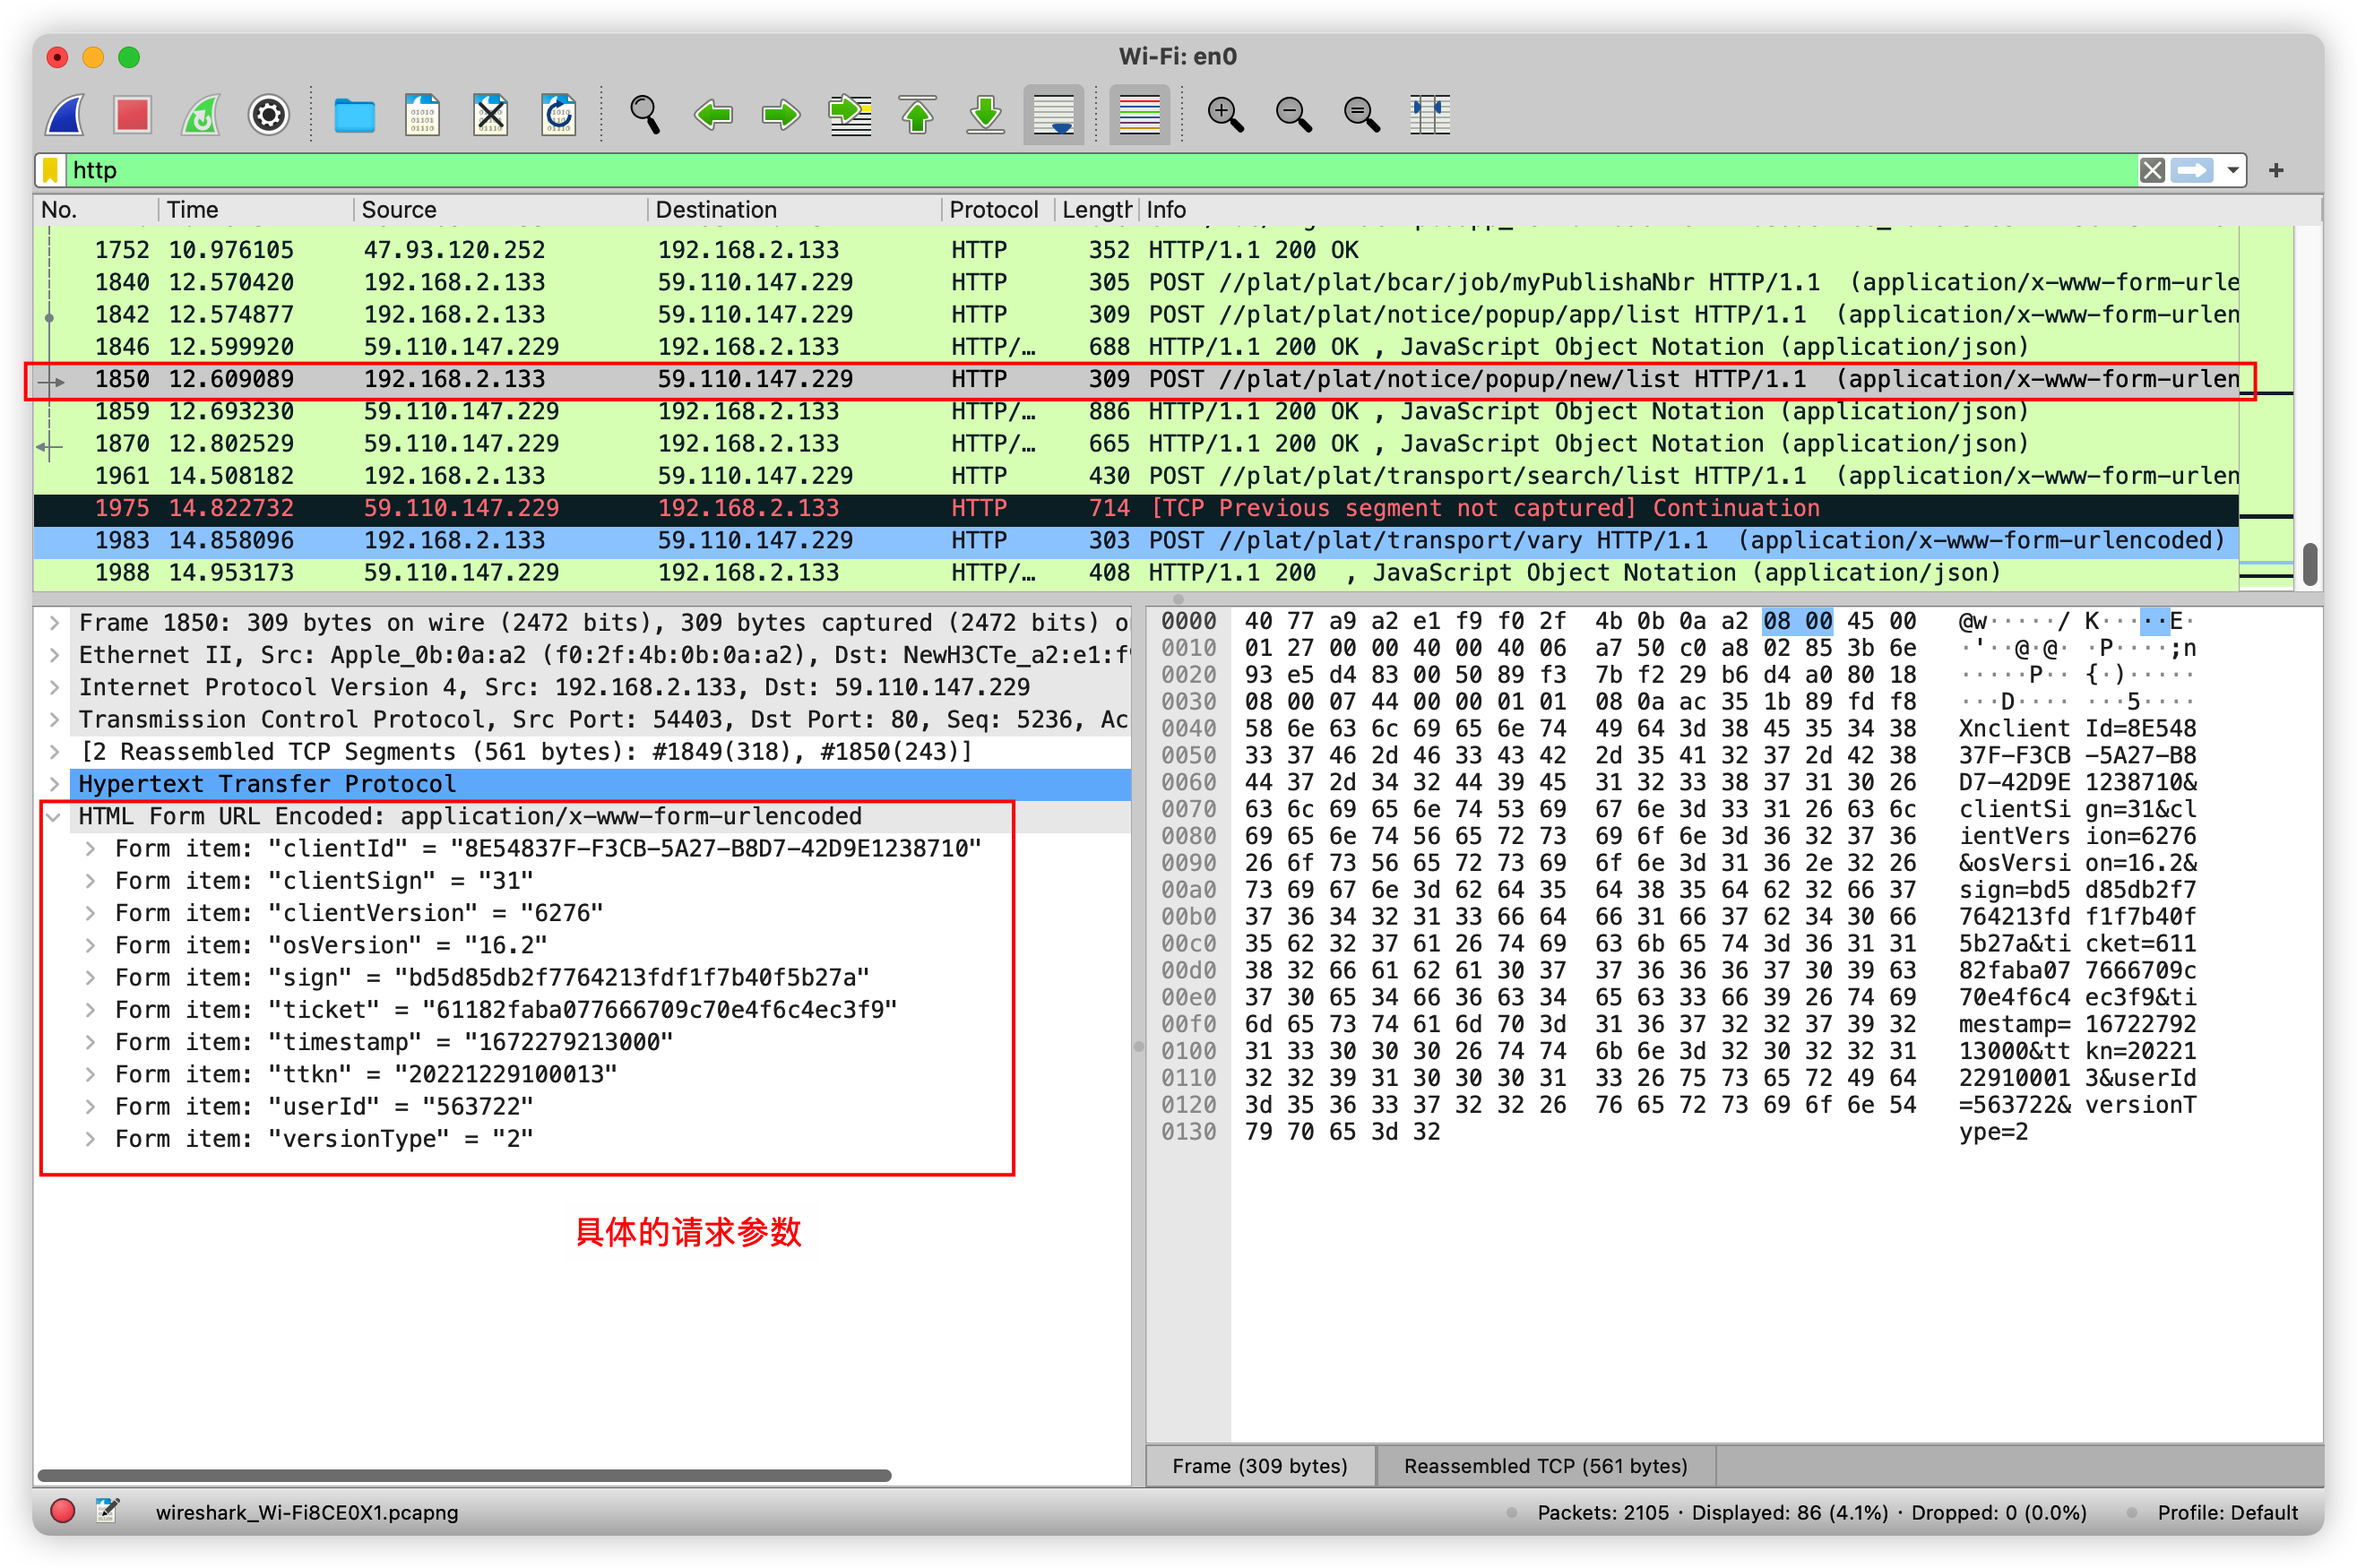 Wi-Fi: en0
http
No. Time Source Destination Protocol Length Info
1752 10.976105 47.93.120.252 192.168.2.133 HTTP 352 HTTP/1.1 200 OK
1840 12.570420 192.168.2.133 59.110.147.229 HTTP 305 POST //plat/plat/bcar/job/myPublishaNbr HTTP/1.1 (application/x-www-form-urle
1842 12.574877 192.168.2.133 59.110.147.229 HTTP 309 POST //plat/plat/notice/popup/app/list HTTP/1.1 (application/x-www-form-urlen
1846 12.599920 59.110.147.229 192.168.2.133 HTTP/… 688 HTTP/1.1 200 OK , JavaScript Object Notation (application/json)
1850 12.609089 192.168.2.133 59.110.147.229 HTTP 309 POST //plat/plat/notice/popup/new/list HTTP/1.1 (application/x-www-form-urlen
1859 12.693230 59.110.147.229 192.168.2.133 HTTP/… 886 HTTP/1.1 200 OK , JavaScript Object Notation (application/json)
1870 12.802529 59.110.147.229 192.168.2.133 HTTP/… 665 HTTP/1.1 200 OK , JavaScript Object Notation (application/json)
1961 14.508182 192.168.2.133 59.110.147.229 HTTP 430 POST //plat/plat/transport/search/list HTTP/1.1 (application/x-www-form-urlen
1975 14.822732 59.110.147.229 192.168.2.133 HTTP 714 [TCP Previous segment not captured] Continuation
1983 14.858096 192.168.2.133 59.110.147.229 HTTP 303 POST //plat/plat/transport/vary HTTP/1.1 (application/x-www-form-urlencoded)
1988 14.953173 59.110.147.229 192.168.2.133 HTTP/… 408 HTTP/1.1 200 , JavaScript Object Notation (application/json)
Frame 1850: 309 bytes on wire (2472 bits), 309 bytes captured (2472 bits) o
Ethernet II, Src: Apple_0b:0a:a2 (f0:2f:4b:0b:0a:a2), Dst: NewH3CTe_a2:e1:f
Internet Protocol Version 4, Src: 192.168.2.133, Dst: 59.110.147.229
Transmission Control Protocol, Src Port: 54403, Dst Port: 80, Seq: 5236, Ac
[2 Reassembled TCP Segments (561 bytes): #1849(318), #1850(243)]
Hypertext Transfer Protocol
HTML Form URL Encoded: application/x-www-form-urlencoded
Form item: "clientId" = "8E54837F-F3CB-5A27-B8D7-42D9E1238710"
Form item: "clientSign" = "31"
Form item: "clientVersion" = "6276"
Form item: "osVersion" = "16.2"
Form item: "sign" = "bd5d85db2f7764213fdf1f7b40f5b27a"
Form item: "ticket" = "61182faba077666709c70e4f6c4ec3f9"
Form item: "timestamp" = "1672279213000"
Form item: "ttkn" = "20221229100013"
Form item: "userId" = "563722"
Form item: "versionType" = "2"
具体的请求参数
0000 40 77 a9 a2 e1 f9 f0 2f 4b 0b 0a a2 08 00 45 00 @w·····/ K·····E·
0010 01 27 00 00 40 00 40 06 a7 50 c0 a8 02 85 3b 6e ·'··@·@· ·P····;n
0020 93 e5 d4 83 00 50 89 f3 7b f2 29 b6 d4 a0 80 18 ·····P·· {·)·····
0030 08 00 07 44 00 00 01 01 08 0a ac 35 1b 89 fd f8 ···D···· ···5····
0040 58 6e 63 6c 69 65 6e 74 49 64 3d 38 45 35 34 38 Xnclient Id=8E548
0050 33 37 46 2d 46 33 43 42 2d 35 41 32 37 2d 42 38 37F-F3CB -5A27-B8
0060 44 37 2d 34 32 44 39 45 31 32 33 38 37 31 30 26 D7-42D9E 1238710&
0070 63 6c 69 65 6e 74 53 69 67 6e 3d 33 31 26 63 6c clientSi gn=31&cl
0080 69 65 6e 74 56 65 72 73 69 6f 6e 3d 36 32 37 36 ientVers ion=6276
0090 26 6f 73 56 65 72 73 69 6f 6e 3d 31 36 2e 32 26 &osVersi on=16.2&
00a0 73 69 67 6e 3d 62 64 35 64 38 35 64 62 32 66 37 sign=bd5 d85db2f7
00b0 37 36 34 32 31 33 66 64 66 31 66 37 62 34 30 66 764213fd f1f7b40f
00c0 35 62 32 37 61 26 74 69 63 6b 65 74 3d 36 31 31 5b27a&ti cket=611
00d0 38 32 66 61 62 61 30 37 37 36 36 36 37 30 39 63 82faba07 7666709c
00e0 37 30 65 34 66 36 63 34 65 63 33 66 39 26 74 69 70e4f6c4 ec3f9&ti
00f0 6d 65 73 74 61 6d 70 3d 31 36 37 32 32 37 39 32 mestamp= 16722792
0100 31 33 30 30 30 26 74 74 6b 6e 3d 32 30 32 32 31 13000&tt kn=20221
0110 32 32 39 31 30 30 30 31 33 26 75 73 65 72 49 64 22910001 3&userId
0120 3d 35 36 33 37 32 32 26 76 65 72 73 69 6f 6e 54 =563722& versionT
0130 79 70 65 3d 32 ype=2
Frame (309 bytes) Reassembled TCP (561 bytes)
wireshark_Wi-Fi8CE0X1.pcapng Packets: 2105 · Displayed: 86 (4.1%) · Dropped: 0 (0.0%) Profile: Default